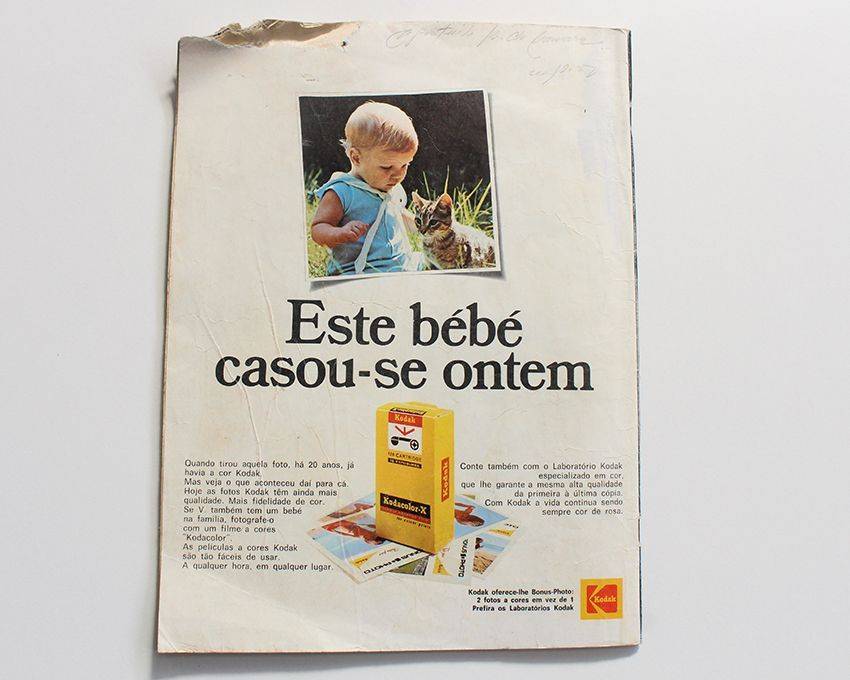 Este bébé
casou-se ontem
Quando tirou aquela foto, há 20 anos, já
havia a cor Kodak.
Mas veja o que aconteceu daí para cá.
Hoje as fotos Kodak têm ainda mais
qualidade. Mais fidelidade de cor.
Se V. também tem um bebé
na família, fotografe-o
com um filme a cores
"Kodacolor".
As películas a cores Kodak
são tão fáceis de usar.
A qualquer hora, em qualquer lugar.
Kodak
CARTRIDGE
Kodak
Kodacolor-X
Conte também com o Laboratório Kodak
especializado em cor,
que lhe garante a mesma alta qualidade
da primeira à última cópia.
Com Kodak a vida continua sendo
sempre cor de rosa.
Kodak oferece-lhe Bonus-Photo:
2 fotos a cores em vez de 1
Prefira os Laboratórios Kodak
Kodak